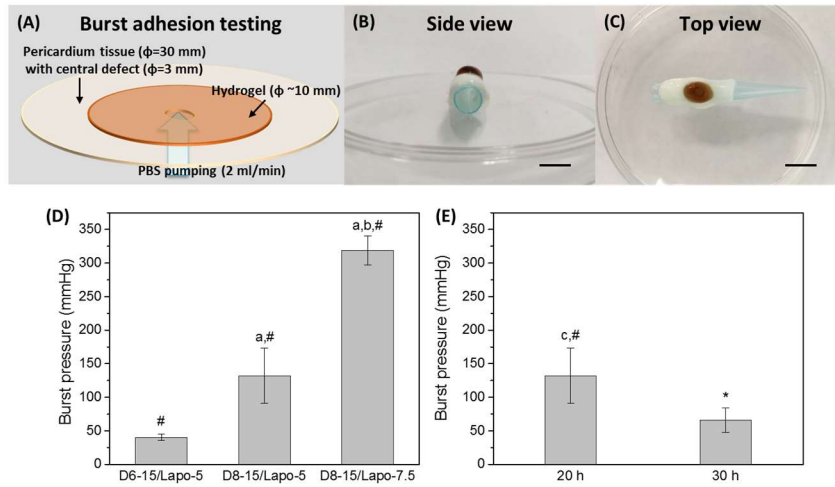 (A)
Burst adhesion testing
Pericardium tissue (ϕ=30 mm)
with central defect (ϕ=3 mm)
Hydrogel (ϕ ~10 mm)
PBS pumping (2 ml/min)
(B)
Side view
(C)
Top view
(D)
Burst pressure (mmHg)
350
300
250
200
150
100
50
0
#
a,#
a,b,#
D6-15/Lapo-5
D8-15/Lapo-5
D8-15/Lapo-7.5
(E)
Burst pressure (mmHg)
350
300
250
200
150
100
50
0
c,#
*
20 h
30 h